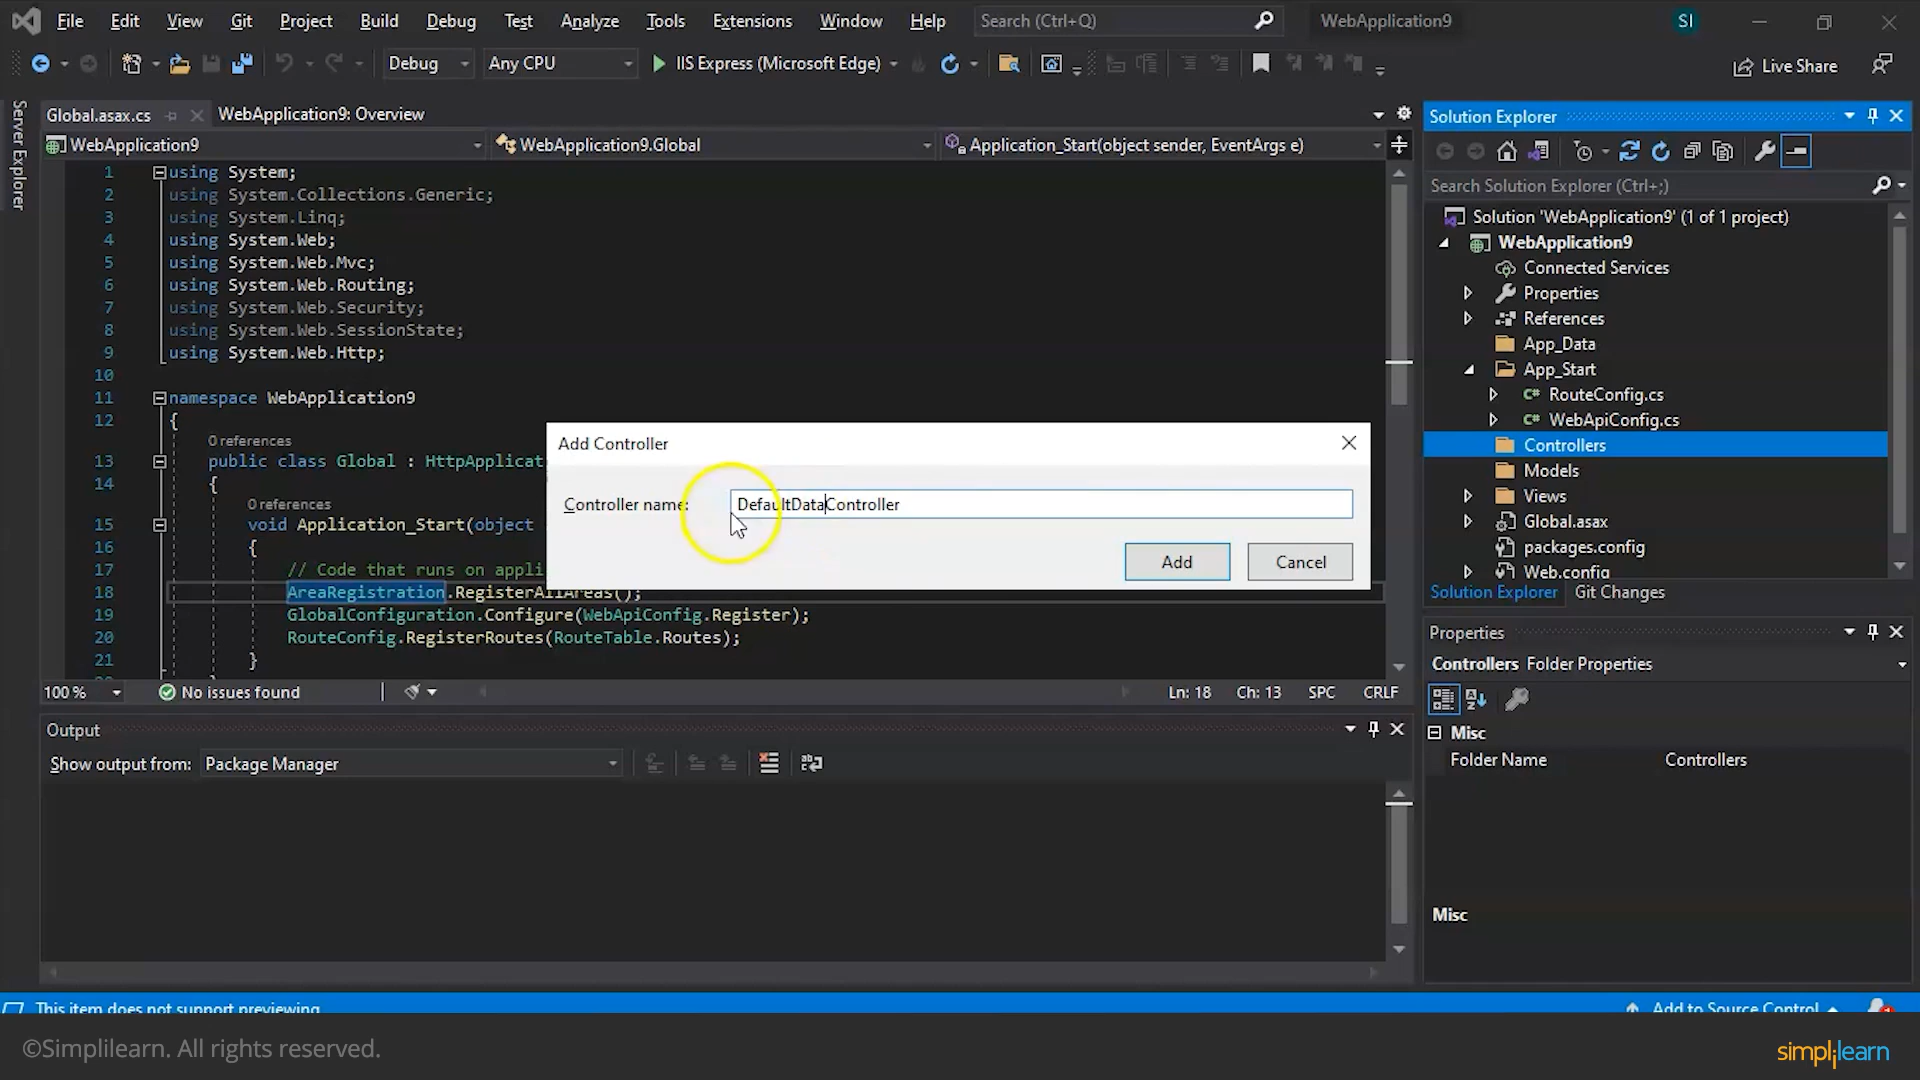 File Edit View Git Project Build Debug Test Analyze Tools Extensions Window Help Search (Ctrl+Q) WebApplication9 SI
Debug Any CPU IIS Express (Microsoft Edge) Live Share
Server Explorer
Global.asax.cs WebApplication9: Overview
WebApplication9 WebApplication9.Global Application_Start(object sender, EventArgs e)
1 using System;
2 using System.Collections.Generic;
3 using System.Linq;
4 using System.Web;
5 using System.Web.Mvc;
6 using System.Web.Routing;
7 using System.Web.Security;
8 using System.Web.SessionState;
9 using System.Web.Http;
10
11 namespace WebApplication9
12 {
0 references
13 public class Global : HttpApplicat
14 {
0 references
15 void Application_Start(object
16 {
17 // Code that runs on appli
18 AreaRegistration.RegisterAllAreas();
19 GlobalConfiguration.Configure(WebApiConfig.Register);
20 RouteConfig.RegisterRoutes(RouteTable.Routes);
21 }
100 % No issues found Ln: 18 Ch: 13 SPC CRLF
Add Controller
Controller name: DefaultDataController
Add Cancel
Output
Show output from: Package Manager
Solution Explorer
Search Solution Explorer (Ctrl+;)
Solution 'WebApplication9' (1 of 1 project)
WebApplication9
Connected Services
Properties
References
App_Data
App_Start
RouteConfig.cs
WebApiConfig.cs
Controllers
Models
Views
Global.asax
packages.config
Web.config
Solution Explorer Git Changes
Properties
Controllers Folder Properties
Misc
Folder Name Controllers
Misc
This item does not support previewing Add to Source Control 1
©Simplilearn. All rights reserved. simplilearn